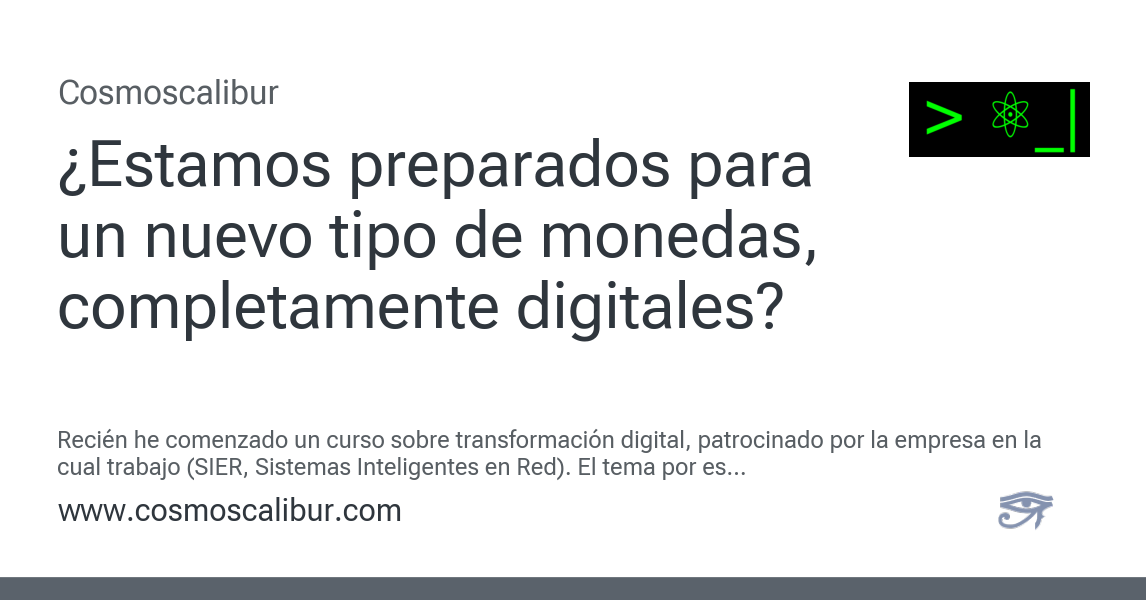 Cosmoscalibur
> ⚛ _|
¿Estamos preparados para
un nuevo tipo de monedas,
completamente digitales?
Recién he comenzado un curso sobre transformación digital, patrocinado por la empresa en la
cual trabajo (SIER, Sistemas Inteligentes en Red). El tema por es...
www.cosmoscalibur.com